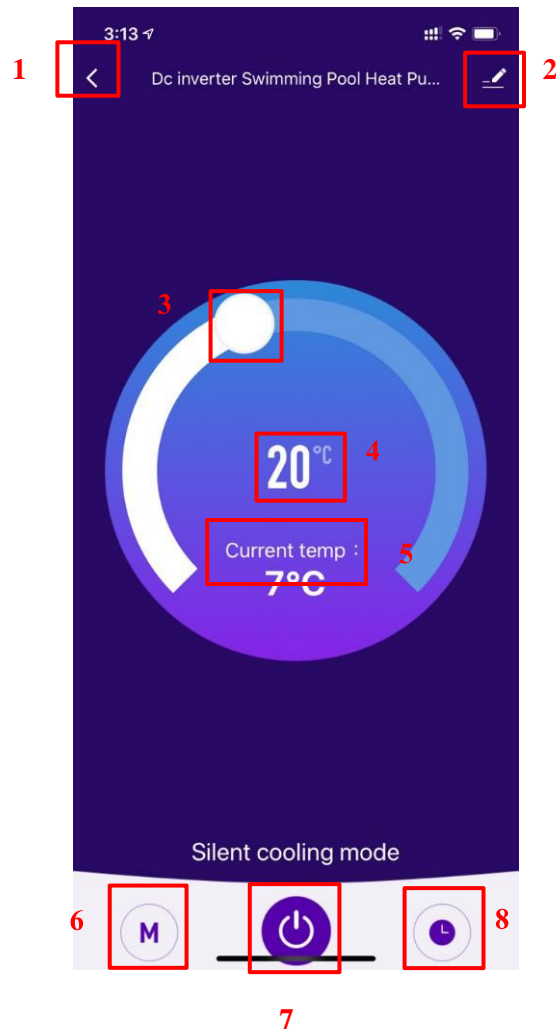 3:13
1
Dc inverter Swimming Pool Heat Pu...
2
3
20°C
4
Current temp :
5
7°C
Silent cooling mode
6
M
8
7